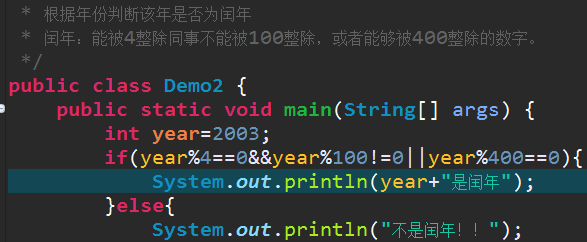 * 根据年份判断该年是否为闰年
* 闰年：能被4整除同事不能被100整除，或者能够被400整除的数字。
*/
public class Demo2 {
public static void main(String[] args) {
int year=2003;
if(year%4==0&&year%100!=0||year%400==0){
System.out.println(year+"是闰年");
}else{
System.out.println("不是闰年！！");